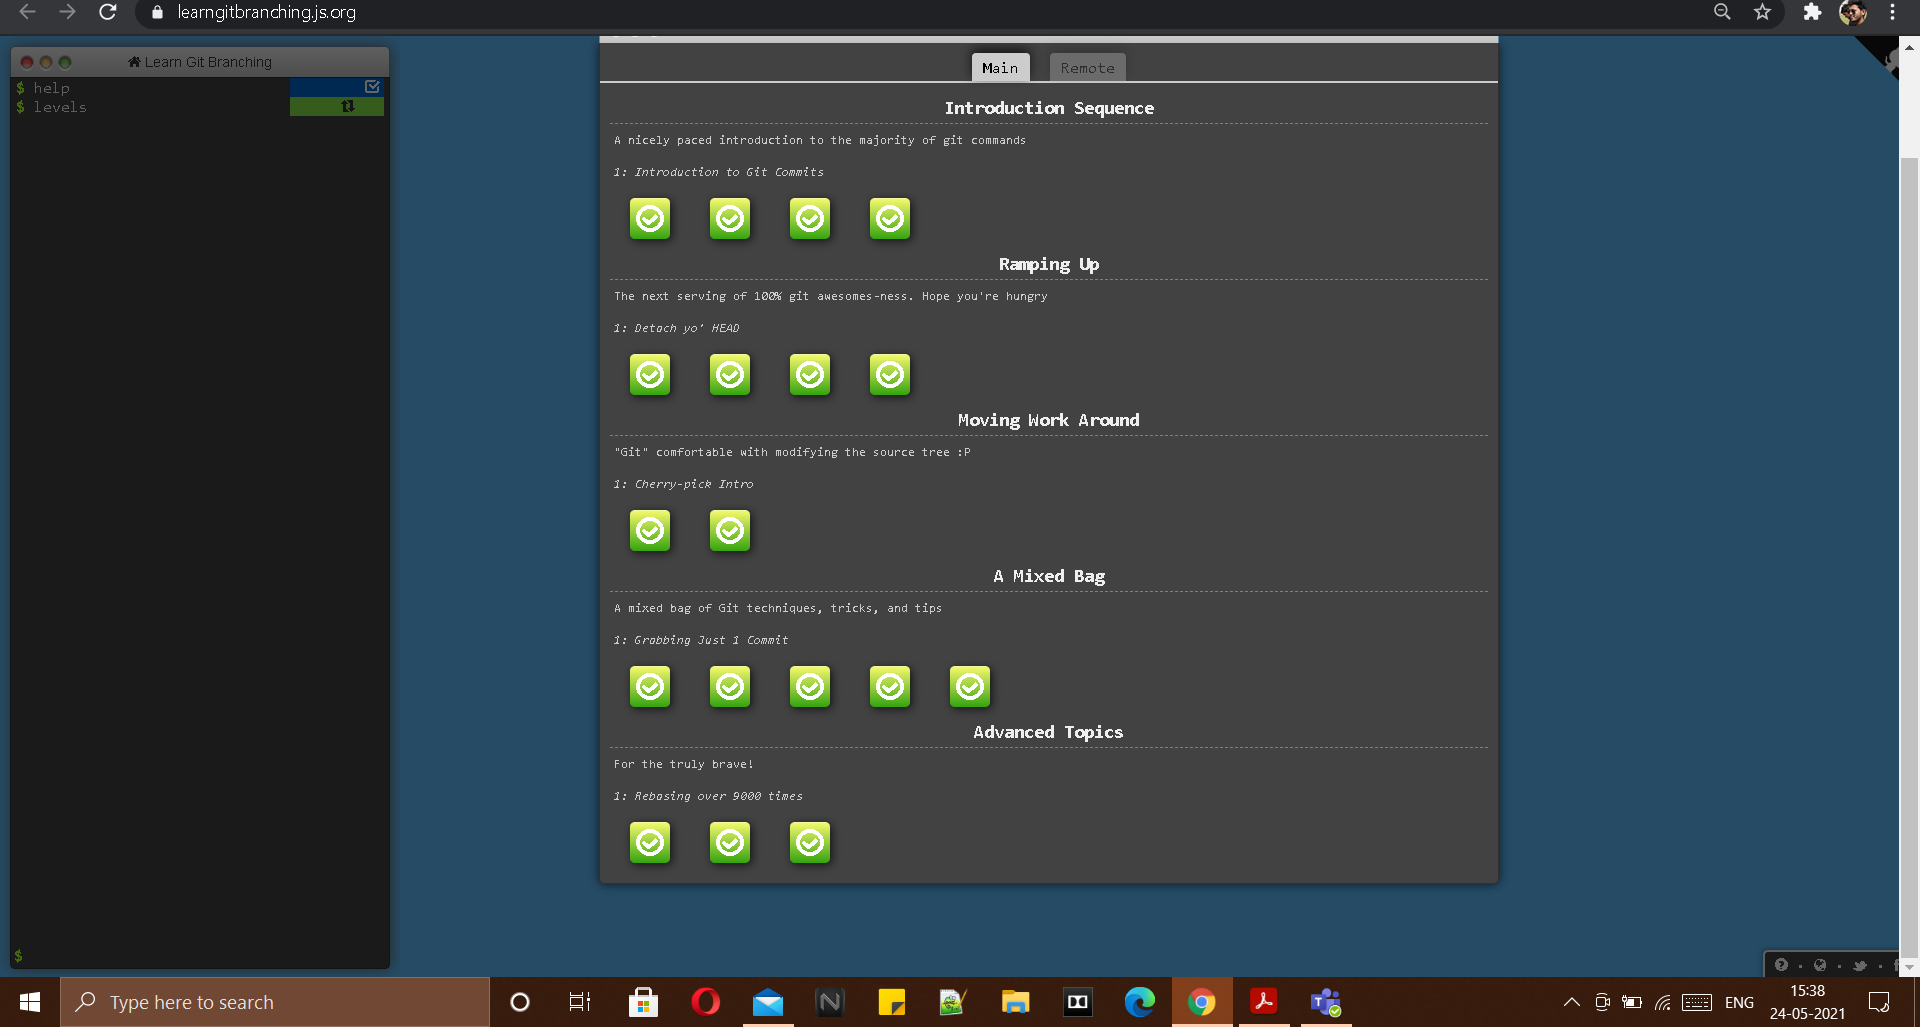 learngitbranching.js.org
Learn Git Branching
$ help
$ levels
$
Main
Remote
Introduction Sequence
A nicely paced introduction to the majority of git commands
1: Introduction to Git Commits
Ramping Up
The next serving of 100% git awesomes-ness. Hope you're hungry
1: Detach yo' HEAD
Moving Work Around
"Git" comfortable with modifying the source tree :P
1: Cherry-pick Intro
A Mixed Bag
A mixed bag of Git techniques, tricks, and tips
1: Grabbing Just 1 Commit
Advanced Topics
For the truly brave!
1: Rebasing over 9000 times
Type here to search
ENG
15:38
24-05-2021